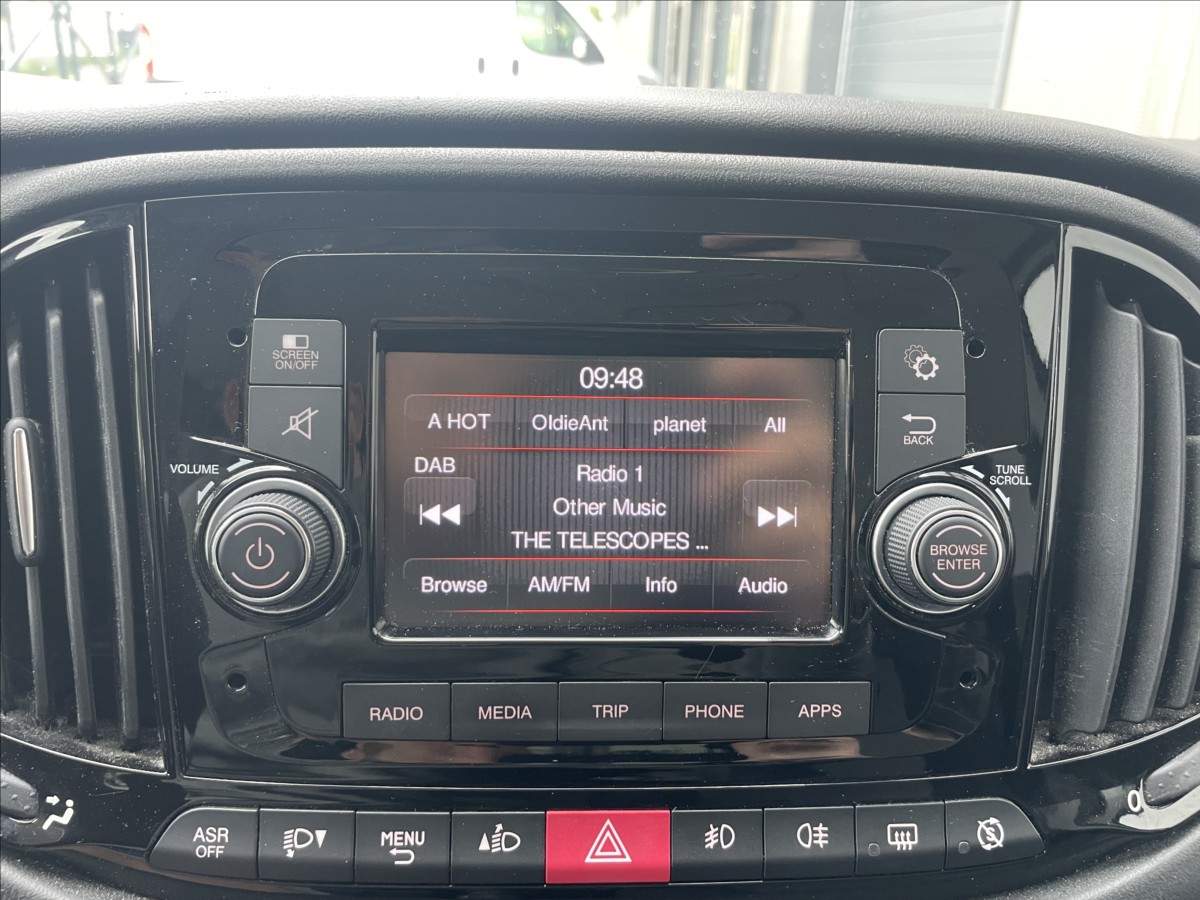 09:48
A HOT OldieAnt planet All
DAB
Radio 1
Other Music
THE TELESCOPES ...
Browse AM/FM Info Audio
SCREEN
ON/OFF
VOLUME
BACK
TUNE
SCROLL
BROWSE
ENTER
RADIO MEDIA TRIP PHONE APPS
ASR
OFF
MENU
0